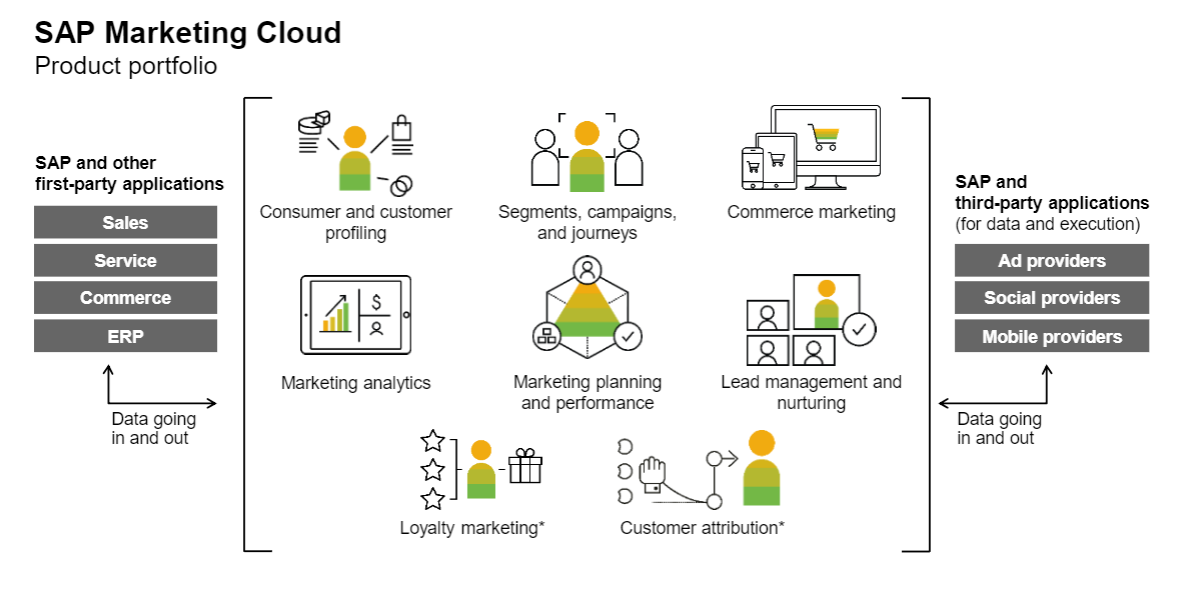 SAP Marketing Cloud
Product portfolio
SAP and other
first-party applications
Sales
Service
Commerce
ERP
Data going
in and out
Consumer and customer
profiling
Segments, campaigns,
and journeys
Commerce marketing
Marketing analytics
$
Marketing planning
and performance
Lead management and
nurturing
Loyalty marketing*
Customer attribution*
SAP and
third-party applications
(for data and execution)
Ad providers
Social providers
Mobile providers
Data going
in and out